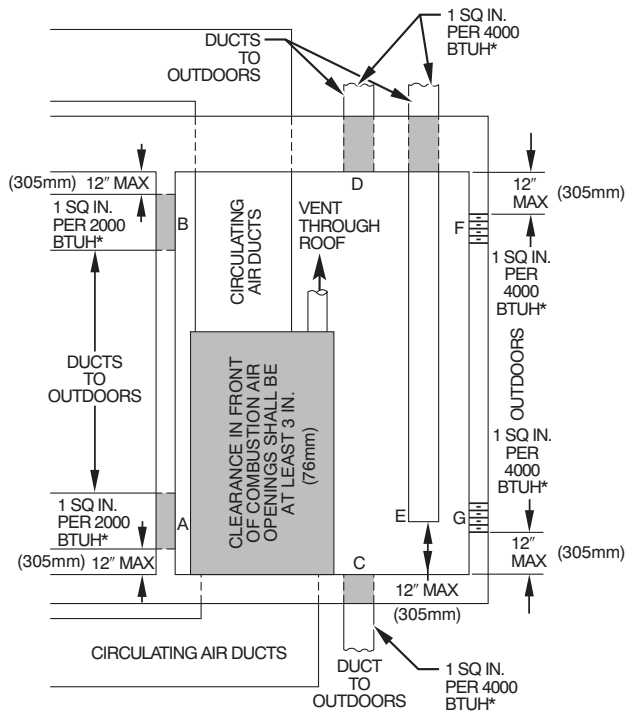 1 SQ IN.
PER 4000
BTUH*
DUCTS
TO
OUTDOORS
(305mm) 12" MAX
1 SQ IN.
PER 2000
BTUH*
B
D
CIRCULATING
AIR DUCTS
VENT
THROUGH
ROOF
12"
MAX
(305mm)
F
1 SQ IN.
PER
4000
BTUH*
OUTDOORS
DUCTS
TO
OUTDOORS
CLEARANCE IN FRONT
OF COMBUSTION AIR
OPENINGS SHALL BE
AT LEAST 3 IN.
(76mm)
1 SQ IN.
PER
4000
BTUH*
1 SQ IN.
PER 2000
BTUH*
A
E
G
(305mm) 12" MAX
C
12" MAX
(305mm)
12"
MAX
(305mm)
CIRCULATING AIR DUCTS
DUCT
TO
OUTDOORS
1 SQ IN.
PER 4000
BTUH*